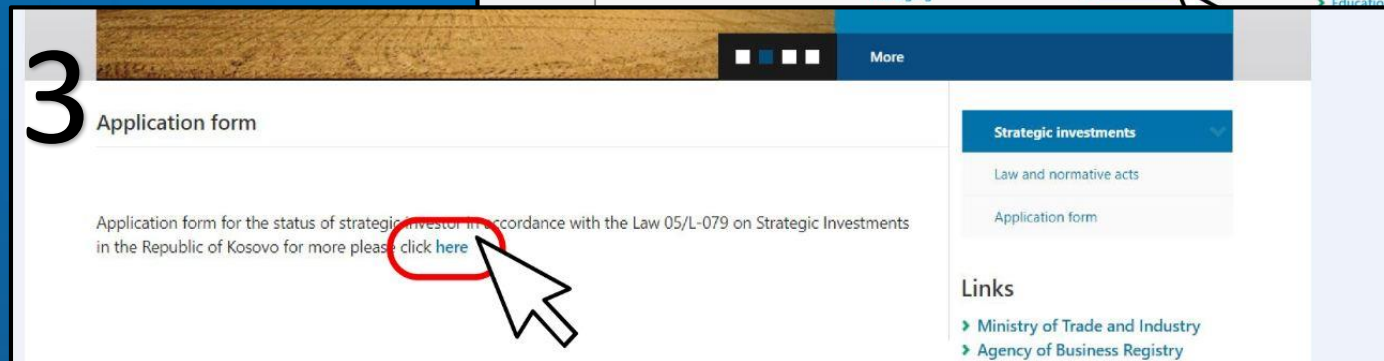 Education
3
More
Application form
Application form for the status of strategic investor in accordance with the Law 05/L-079 on Strategic Investments
in the Republic of Kosovo for more please click here
Strategic investments
Law and normative acts
Application form
Links
Ministry of Trade and Industry
Agency of Business Registry